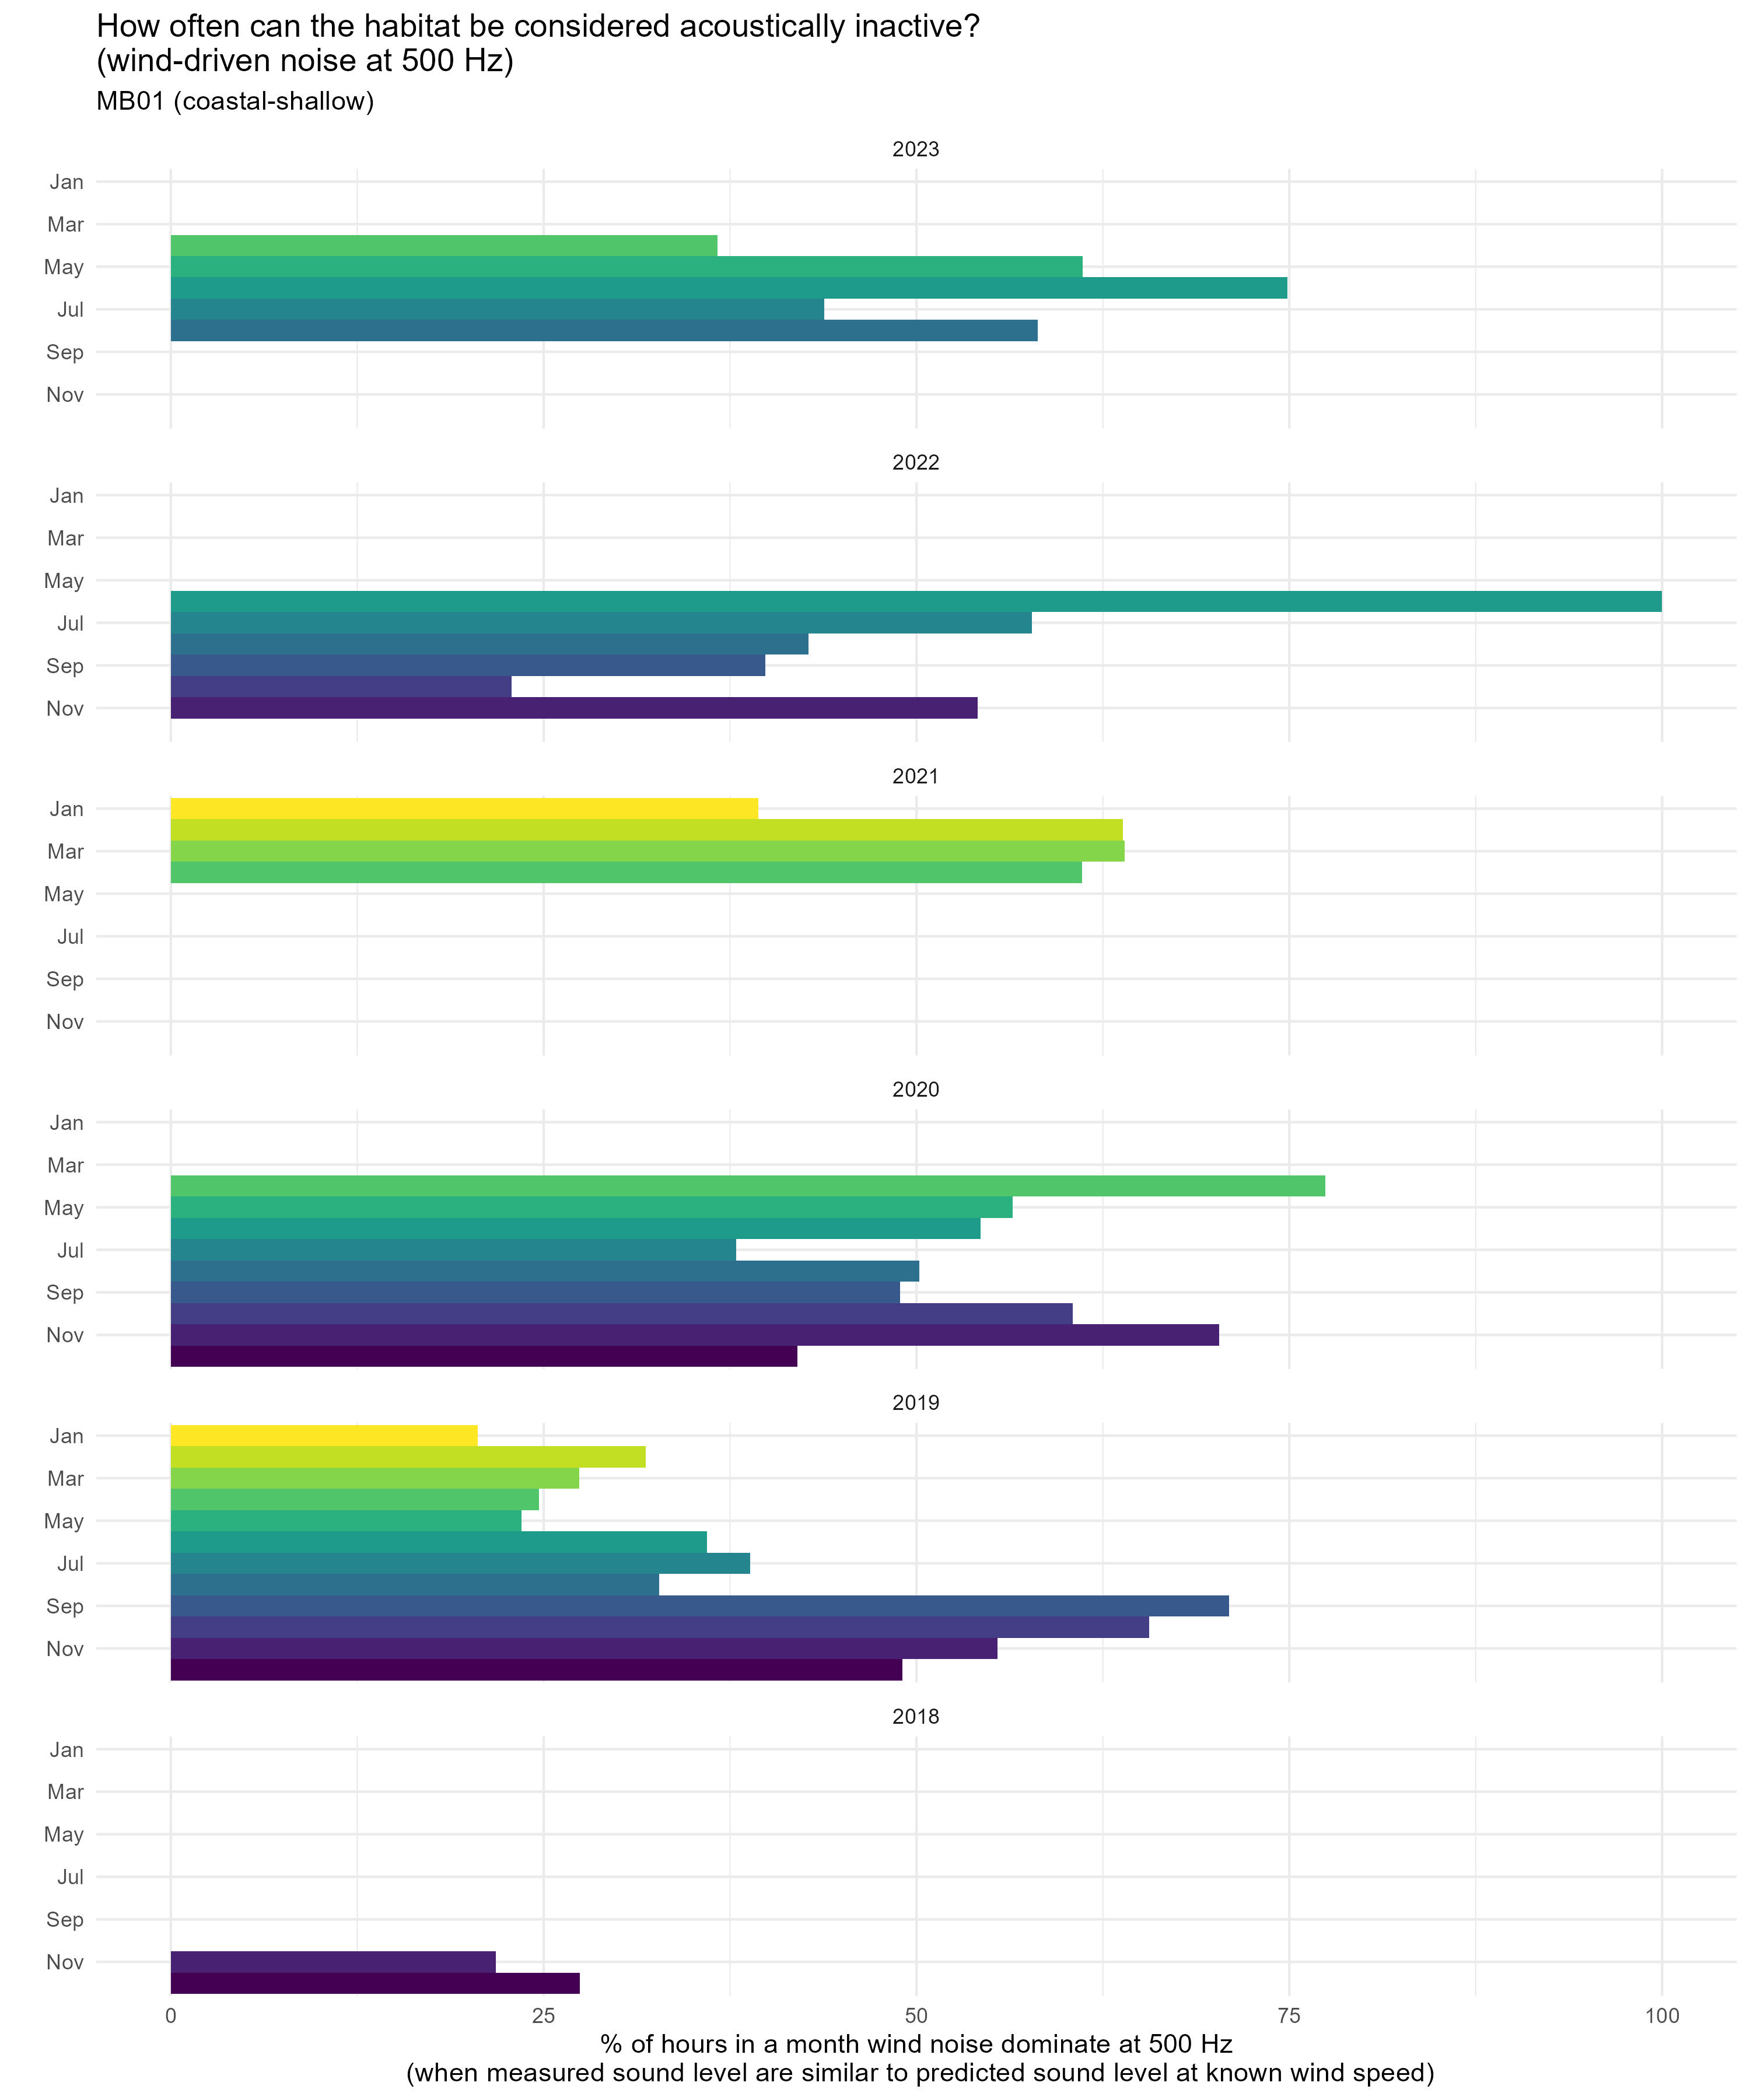 How often can the habitat be considered acoustically inactive?
(wind-driven noise at 500 Hz)
MB01 (coastal-shallow)
2023
Jan
Mar
May
Jul
Sep
Nov
2022
Jan
Mar
May
Jul
Sep
Nov
2021
Jan
Mar
May
Jul
Sep
Nov
2020
Jan
Mar
May
Jul
Sep
Nov
2019
Jan
Mar
May
Jul
Sep
Nov
2018
Jan
Mar
May
Jul
Sep
Nov
0 25 50 75 100
% of hours in a month wind noise dominate at 500 Hz
(when measured sound level are similar to predicted sound level at known wind speed)